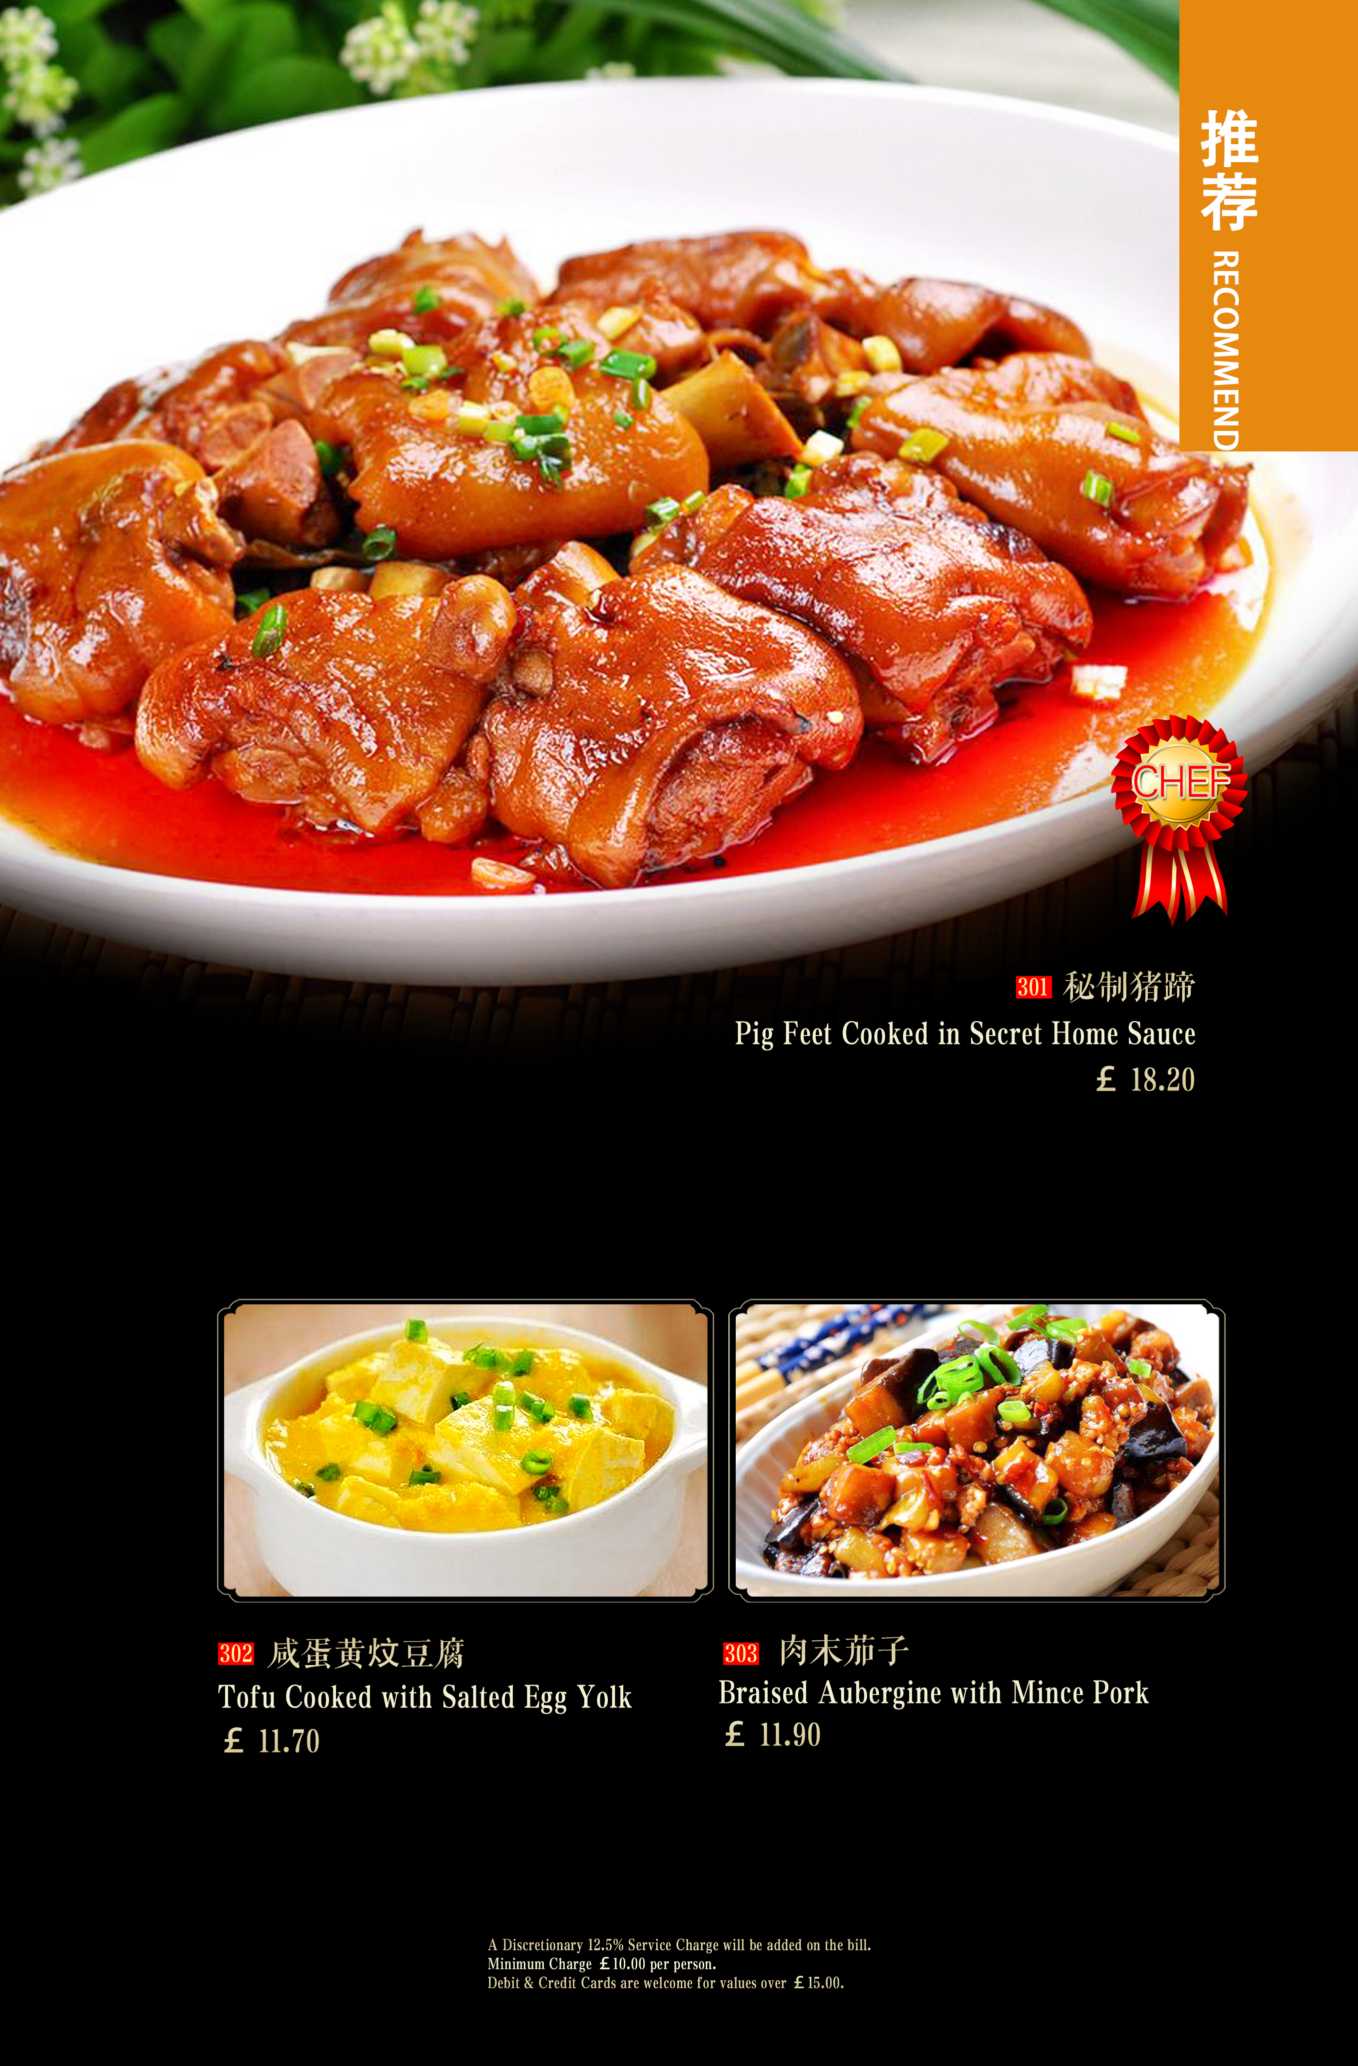 推荐 RECOMMEND
CHEF
301 秘制猪蹄
Pig Feet Cooked in Secret Home Sauce
£ 18.20
302 咸蛋黄炆豆腐
Tofu Cooked with Salted Egg Yolk
£ 11.70
303 肉末茄子
Braised Aubergine with Mince Pork
£ 11.90
A Discretionary 12.5% Service Charge will be added on the bill.
Minimum Charge £10.00 per person.
Debit & Credit Cards are welcome for values over £15.00.